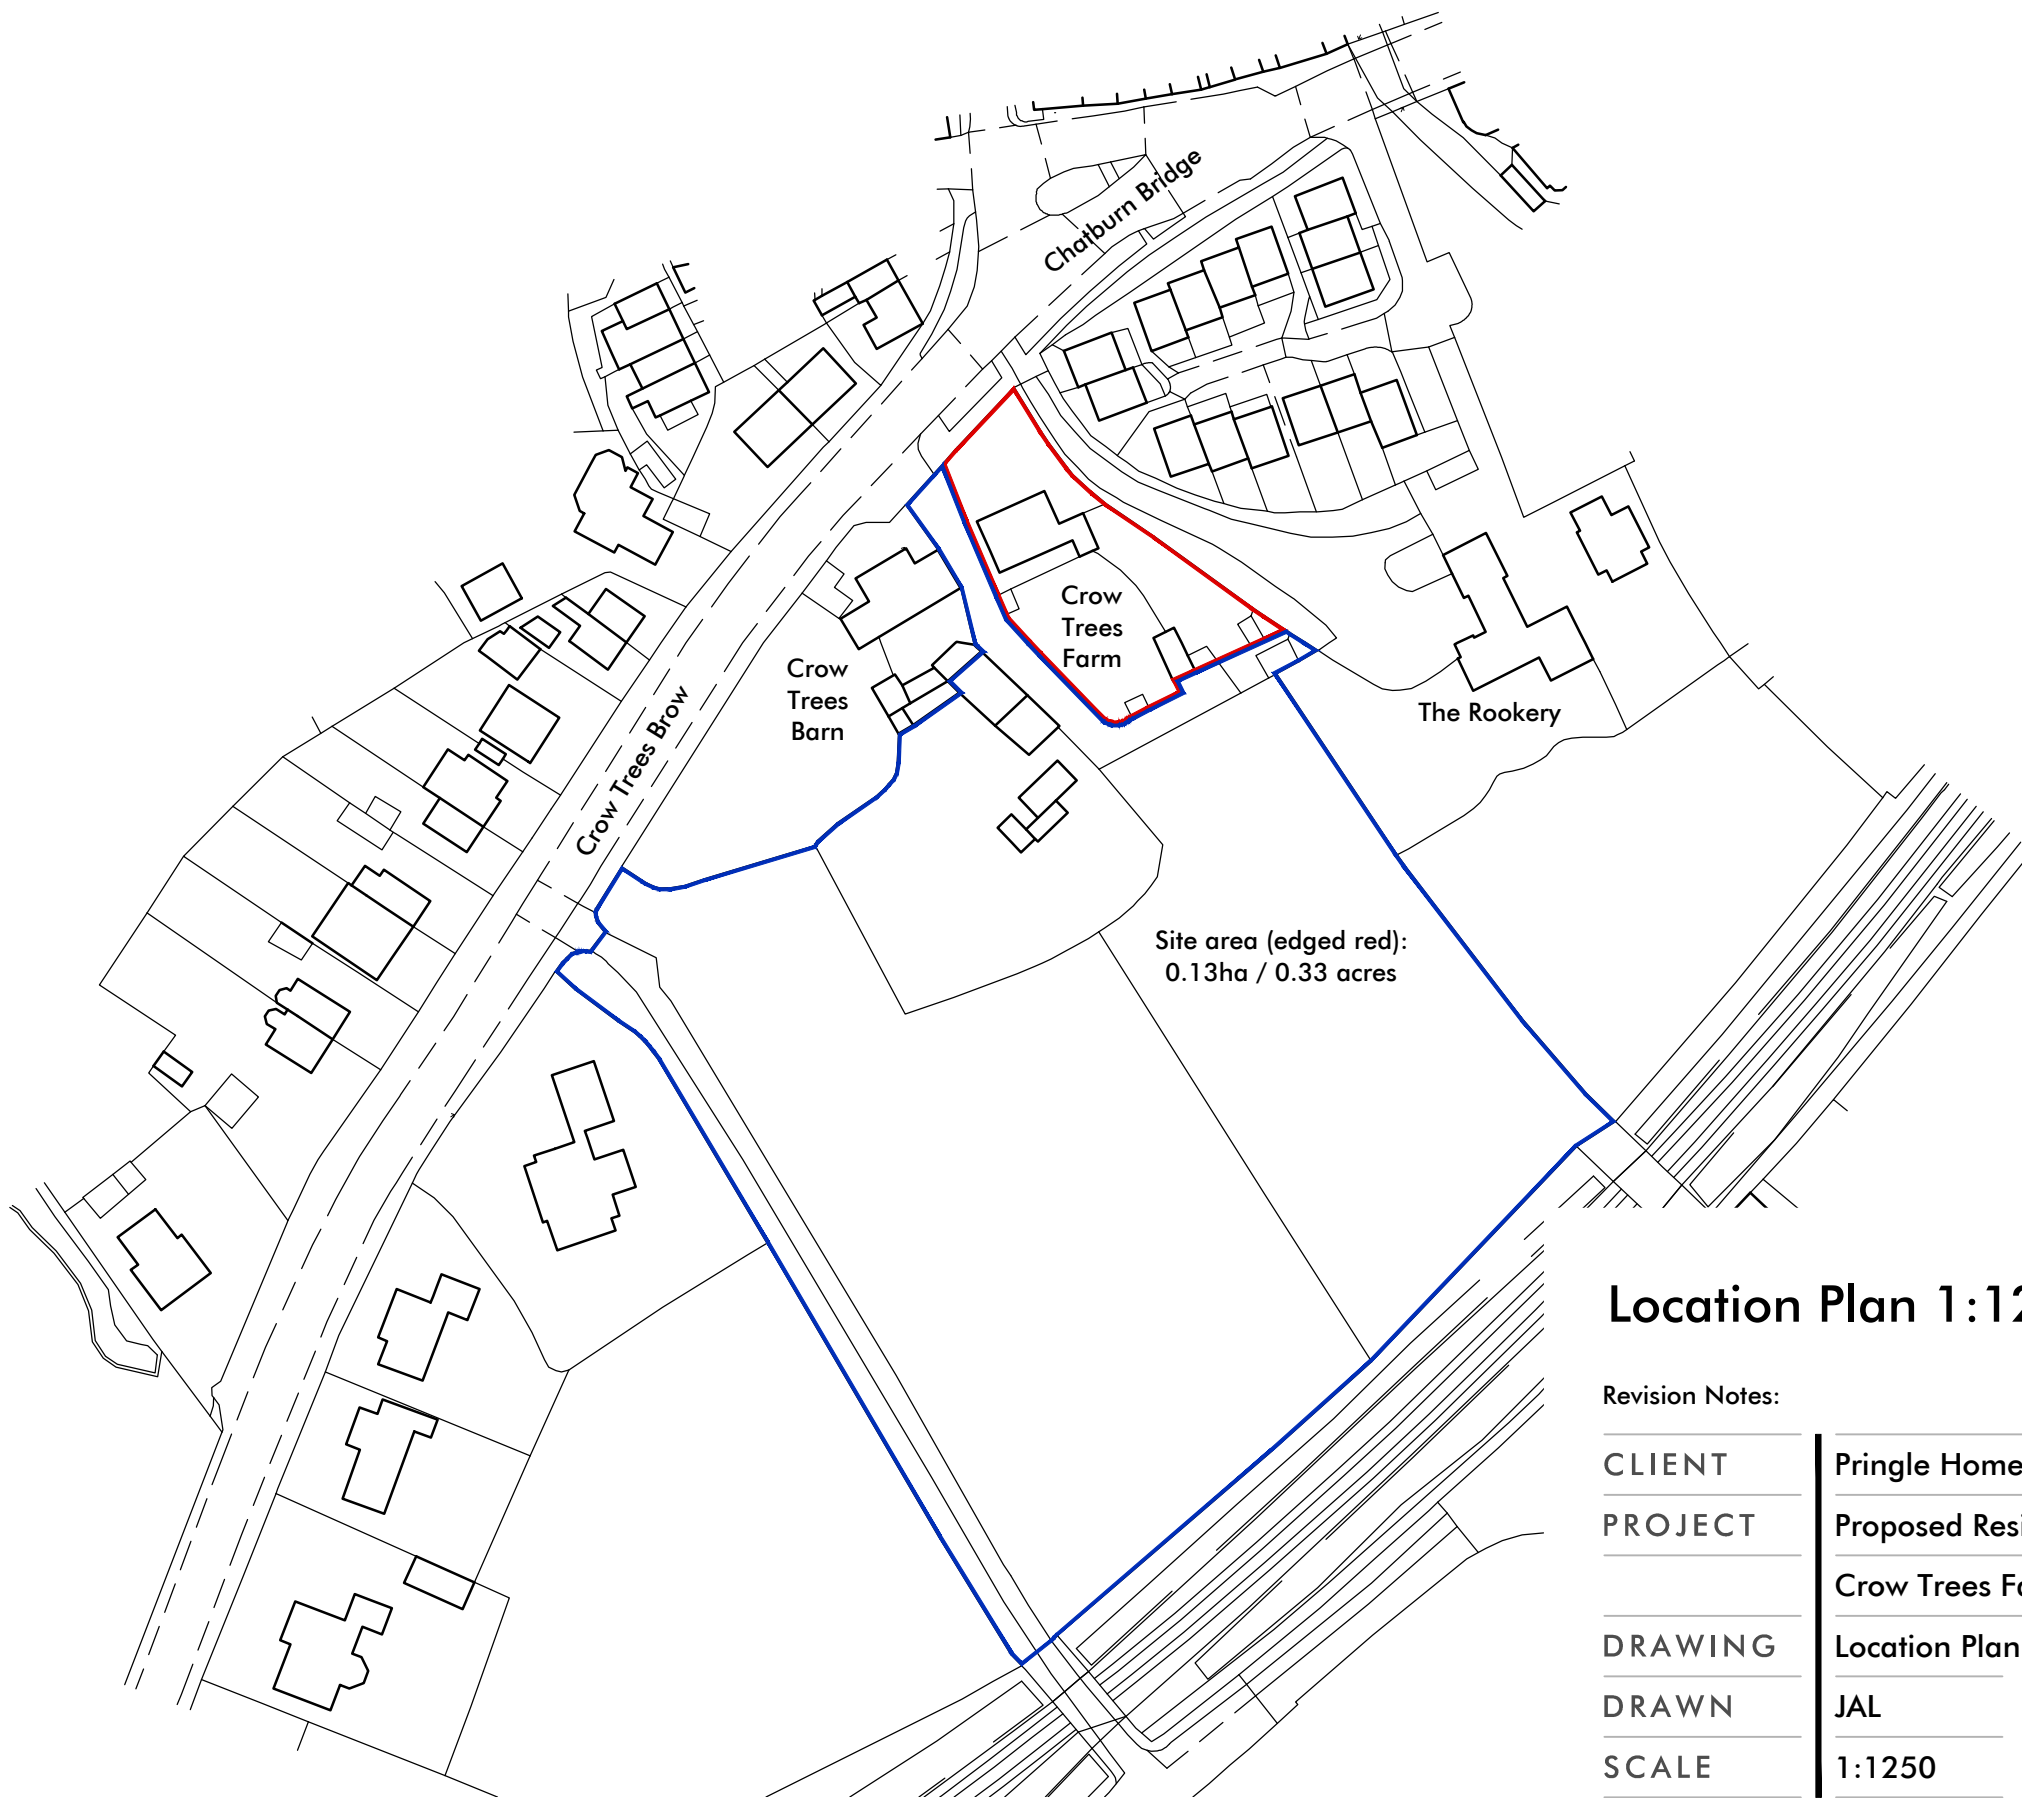 Chatburn Bridge
Crow
Trees
Farm
Crow
Trees
Barn
The Rookery
Crow Trees Brow
Site area (edged red):
0.13ha / 0.33 acres
Location Plan 1:12
Revision Notes:
CLIENT
Pringle Home
PROJECT
Proposed Resi
Crow Trees Fa
DRAWING
Location Plan
DRAWN
JAL
SCALE
1:1250